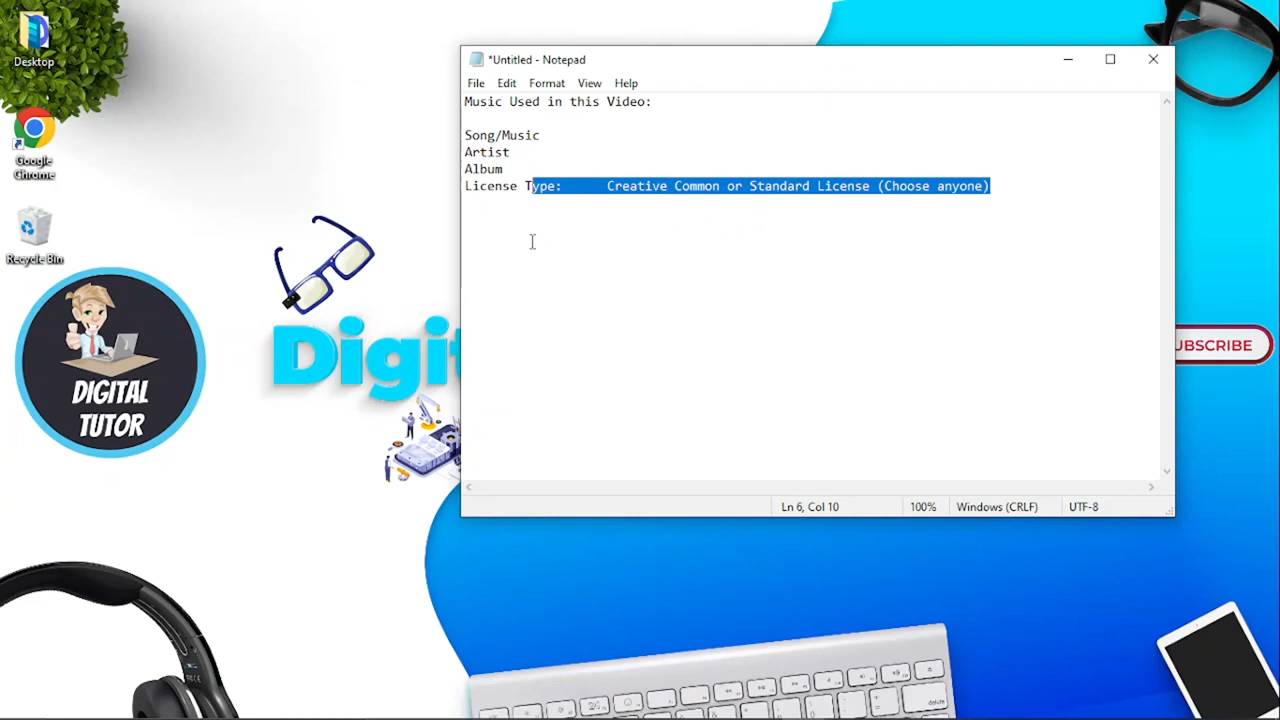 Desktop
Google
Chrome
Recycle Bin
DIGITAL
TUTOR
Digit
*Untitled - Notepad
File Edit Format View Help
Music Used in this Video:
Song/Music
Artist
Album
License Type: Creative Common or Standard License (Choose anyone)
Ln 6, Col 10 100% Windows (CRLF) UTF-8
UBSCRIBE
delete